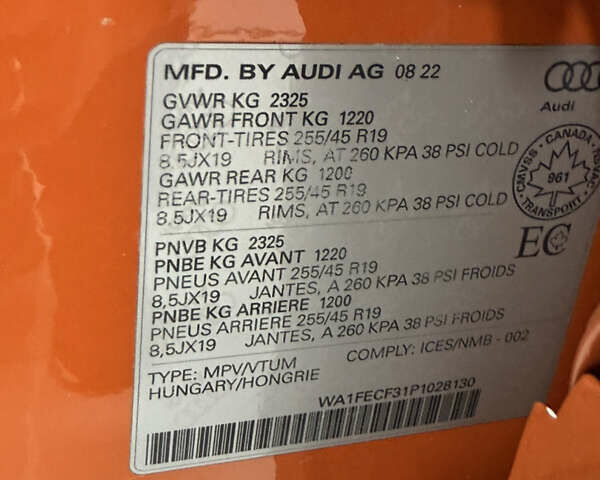 MFD. BY AUDI AG 08 22
Audi
GVWR KG 2325
GAWR FRONT KG 1220
FRONT-TIRES 255/45 R19
8,5JX19 RIMS, AT 260 KPA 38 PSI COLD
GAWR REAR KG 1200
REAR-TIRES 255/45 R19
8,5JX19 RIMS, AT 260 KPA 38 PSI COLD
CANADA
CMVSS NSVAC
961
TRANSPORT
EC
PNVB KG 2325
PNBE KG AVANT 1220
PNEUS AVANT 255/45 R19
8,5JX19 JANTES, A 260 KPA 38 PSI FROIDS
PNBE KG ARRIERE 1200
PNEUS ARRIERE 255/45 R19
8,5JX19 JANTES, A 260 KPA 38 PSI FROIDS
TYPE: MPV/VTUM COMPLY: ICES/NMB - 002
HUNGARY/HONGRIE
WA1FECF31P1028130